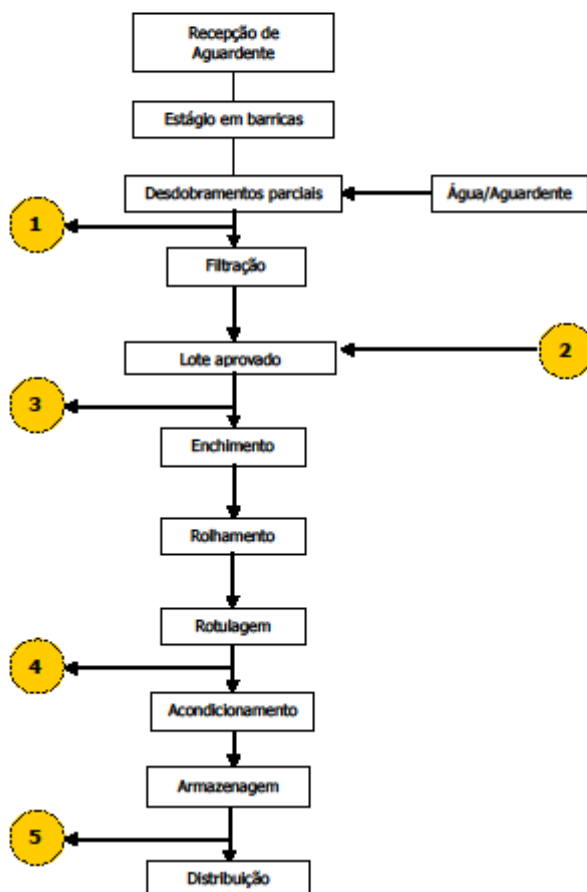 Recepção de
Aguardente
Estágio em barricas
Desdobramentos parciais
Água/Aguardente
1
Filtração
Lote aprovado
2
3
Enchimento
Rolhamento
Rotulagem
4
Acondicionamento
Armazenagem
5
Distribuição